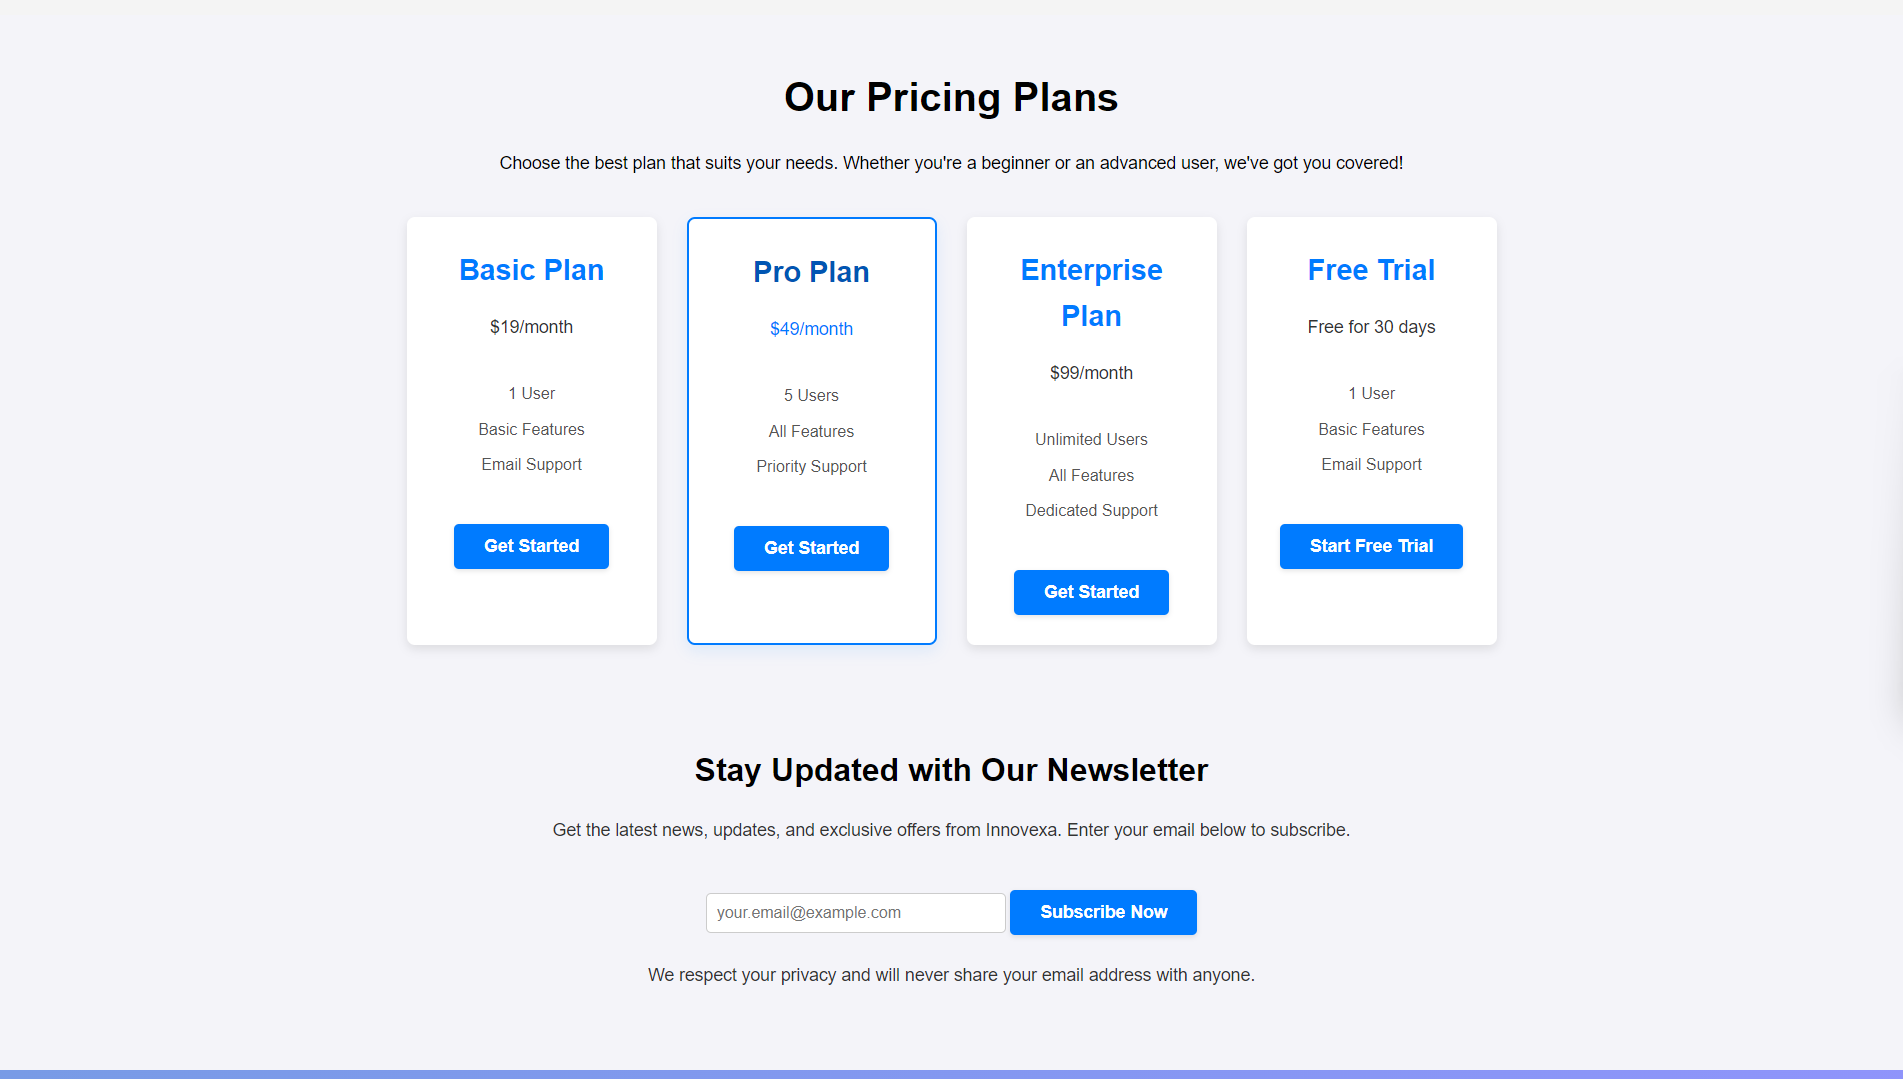 Our Pricing Plans
Choose the best plan that suits your needs. Whether you're a beginner or an advanced user, we've got you covered!
Basic Plan
$19/month
1 User
Basic Features
Email Support
Get Started
Pro Plan
$49/month
5 Users
All Features
Priority Support
Get Started
Enterprise
Plan
$99/month
Unlimited Users
All Features
Dedicated Support
Get Started
Free Trial
Free for 30 days
1 User
Basic Features
Email Support
Start Free Trial
Stay Updated with Our Newsletter
Get the latest news, updates, and exclusive offers from Innovexa. Enter your email below to subscribe.
your.email@example.com
Subscribe Now
We respect your privacy and will never share your email address with anyone.